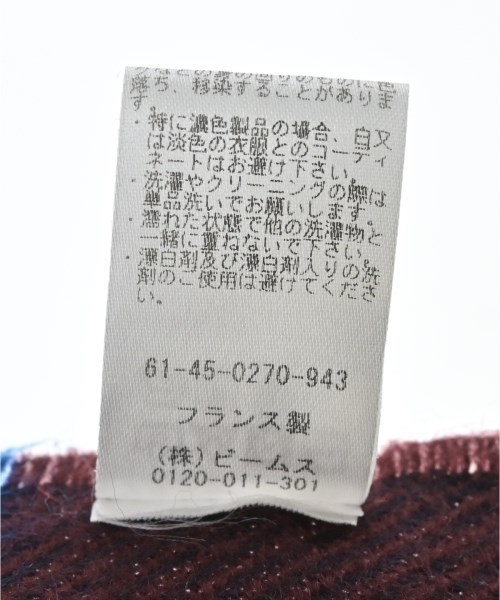 落ち、移染することがありま
す。
・特に濃色製品の場合、白又
は淡色の衣服とのコーディ
ネートはお避け下さい。
・洗濯やクリーニングの際は
単品洗いでお願いします。
・濡れた状態で他の洗濯物と
一緒に重ねないで下さい。
・漂白剤及び漂白剤入りの洗
剤のご使用は避けてくださ
い。
61-45-0270-943
フランス製
(株)ビームス
0120-011-301